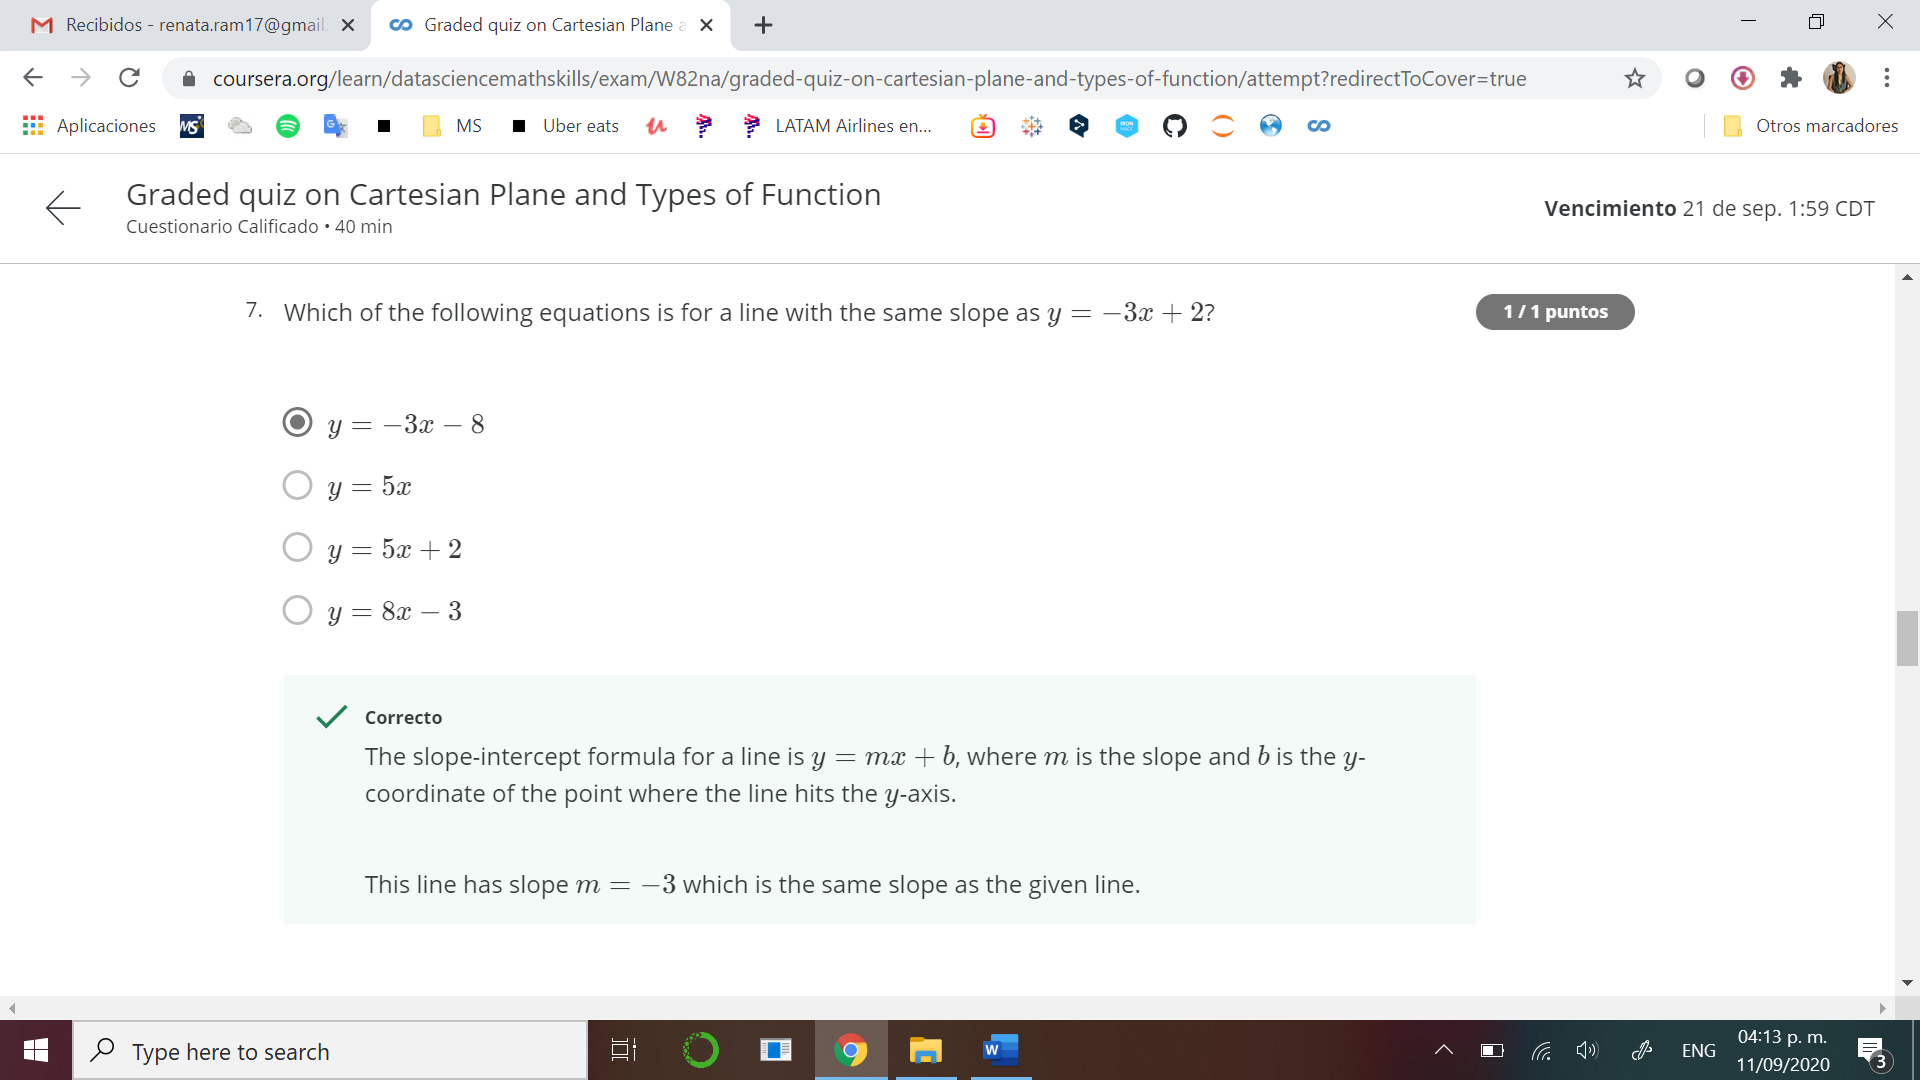 Recibidos - renata.ram17@gmail.
Graded quiz on Cartesian Plane a
coursera.org/learn/datasciencemathskills/exam/W82na/graded-quiz-on-cartesian-plane-and-types-of-function/attempt?redirectToCover=true
Aplicaciones MS MS Uber eats LATAM Airlines en... Otros marcadores
Graded quiz on Cartesian Plane and Types of Function
Cuestionario Calificado • 40 min
Vencimiento 21 de sep. 1:59 CDT
7. Which of the following equations is for a line with the same slope as y = −3x + 2?
1 / 1 puntos
y = −3x − 8
y = 5x
y = 5x + 2
y = 8x − 3
Correcto
The slope-intercept formula for a line is y = mx + b, where m is the slope and b is the y-
coordinate of the point where the line hits the y-axis.
This line has slope m = −3 which is the same slope as the given line.
Type here to search
W
ENG
04:13 p. m.
11/09/2020
3